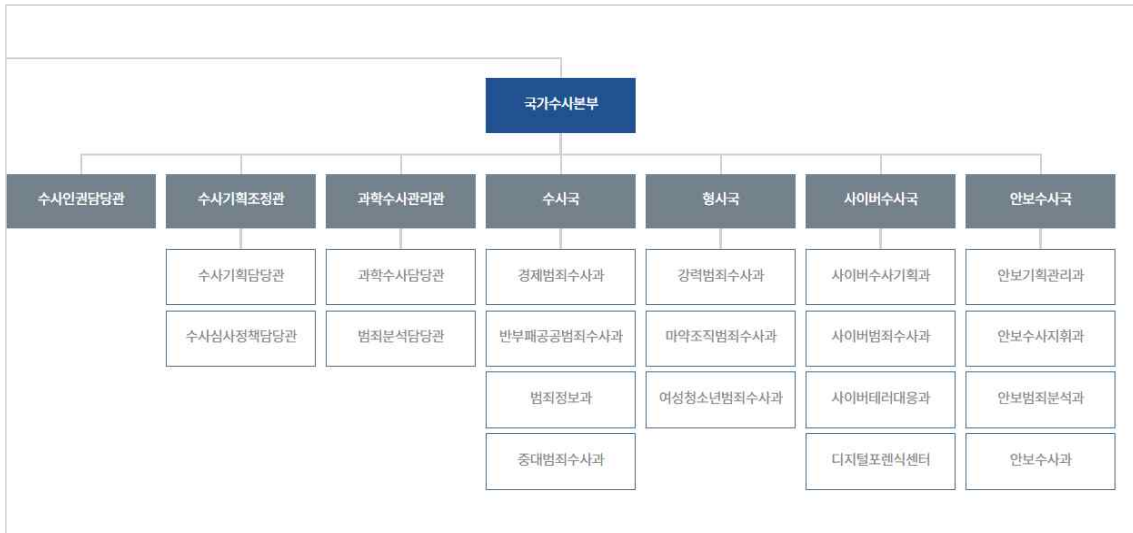 국가수사본부
수사인권담당관
수사기획조정관
과학수사관리관
수사국
형사국
사이버수사국
안보수사국
수사기획담당관
과학수사담당관
경제범죄수사과
강력범죄수사과
사이버수사기획과
안보기획관리과
수사심사정책담당관
범죄분석담당관
반부패공공범죄수사과
마약조직범죄수사과
사이버범죄수사과
안보수사지휘과
범죄정보과
여성청소년범죄수사과
사이버테러대응과
안보범죄분석과
중대범죄수사과
디지털포렌식센터
안보수사과